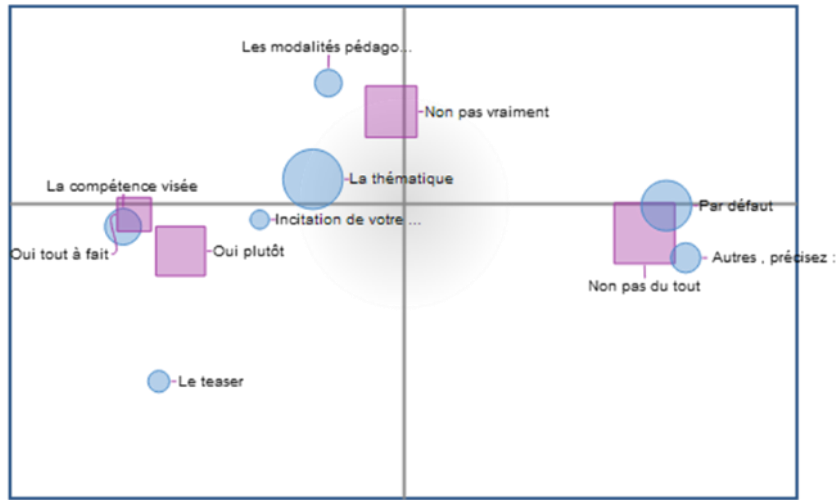 Les modalités pédago...
Non pas vraiment
La thématique
La compétence visée
Par défaut
Incitation de votre ...
Oui tout à fait
Oui plutôt
Autres , précisez :
Non pas du tout
Le teaser